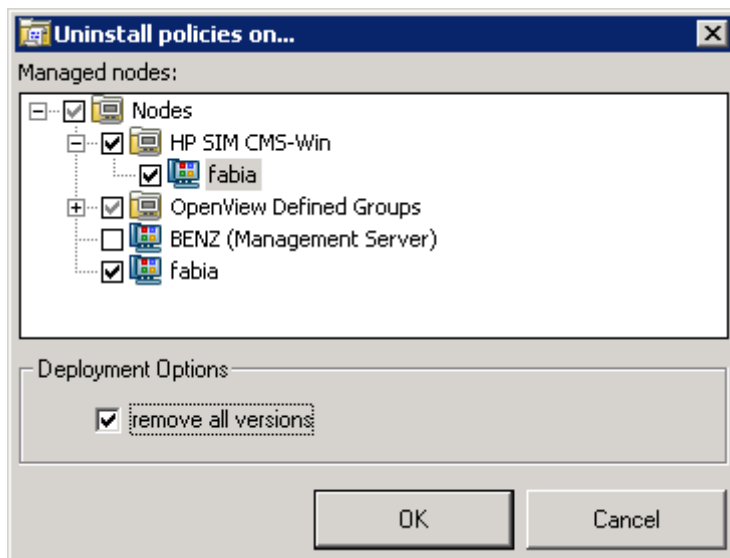 Uninstall policies on...
Managed nodes:
Nodes
HP SIM CMS-Win
fabia
OpenView Defined Groups
BENZ (Management Server)
fabia
Deployment Options
remove all versions
OK Cancel